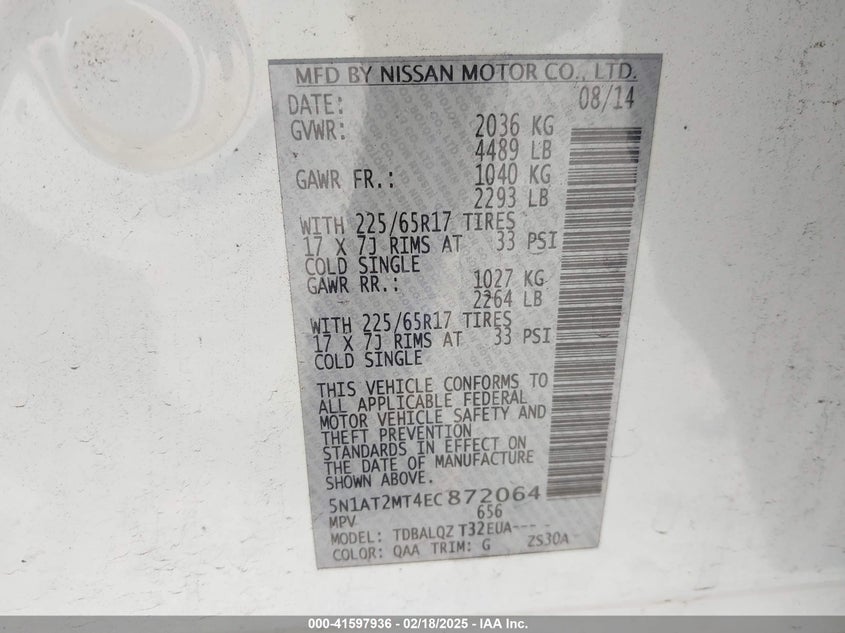 MFD BY NISSAN MOTOR CO., LTD.
DATE: 08/14
GVWR: 2036 KG
4489 LB
GAWR FR.: 1040 KG
2293 LB
WITH 225/65R17 TIRES
17 X 7J RIMS AT 33 PSI
COLD SINGLE
GAWR RR.: 1027 KG
2264 LB
WITH 225/65R17 TIRES
17 X 7J RIMS AT 33 PSI
COLD SINGLE
THIS VEHICLE CONFORMS TO
ALL APPLICABLE FEDERAL
MOTOR VEHICLE SAFETY AND
THEFT PREVENTION
STANDARDS IN EFFECT ON
THE DATE OF MANUFACTURE
SHOWN ABOVE.
5N1AT2MT4EC872064
MPV 656
MODEL: TDBALQZ T32EUA----
COLOR: QAA TRIM: G ZS30A-
000-41597936 - 02/18/2025 - IAA Inc.